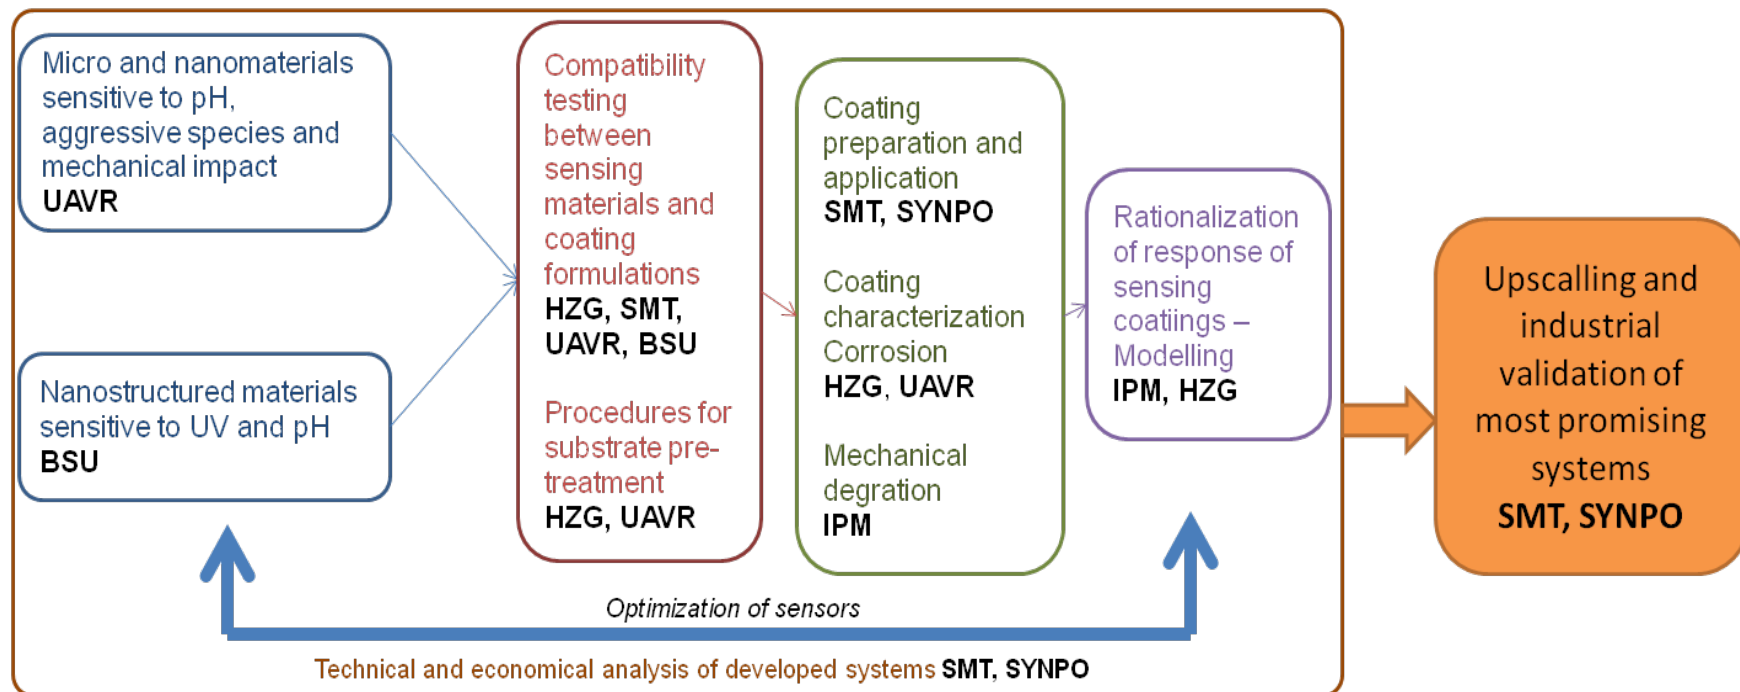 Micro and nanomaterials
sensitive to pH,
aggressive species and
mechanical impact
UAVR
Nanostructured materials
sensitive to UV and pH
BSU
Compatibility
testing
between
sensing
materials and
coating
formulations
HZG, SMT,
UAVR, BSU
Procedures for
substrate pre-
treatment
HZG, UAVR
Coating
preparation and
application
SMT, SYNPO
Coating
characterization
Corrosion
HZG, UAVR
Mechanical
degration
IPM
Rationalization
of response of
sensing
coatiings –
Modelling
IPM, HZG
Upscalling and
industrial
validation of
most promising
systems
SMT, SYNPO
Optimization of sensors
Technical and economical analysis of developed systems SMT, SYNPO